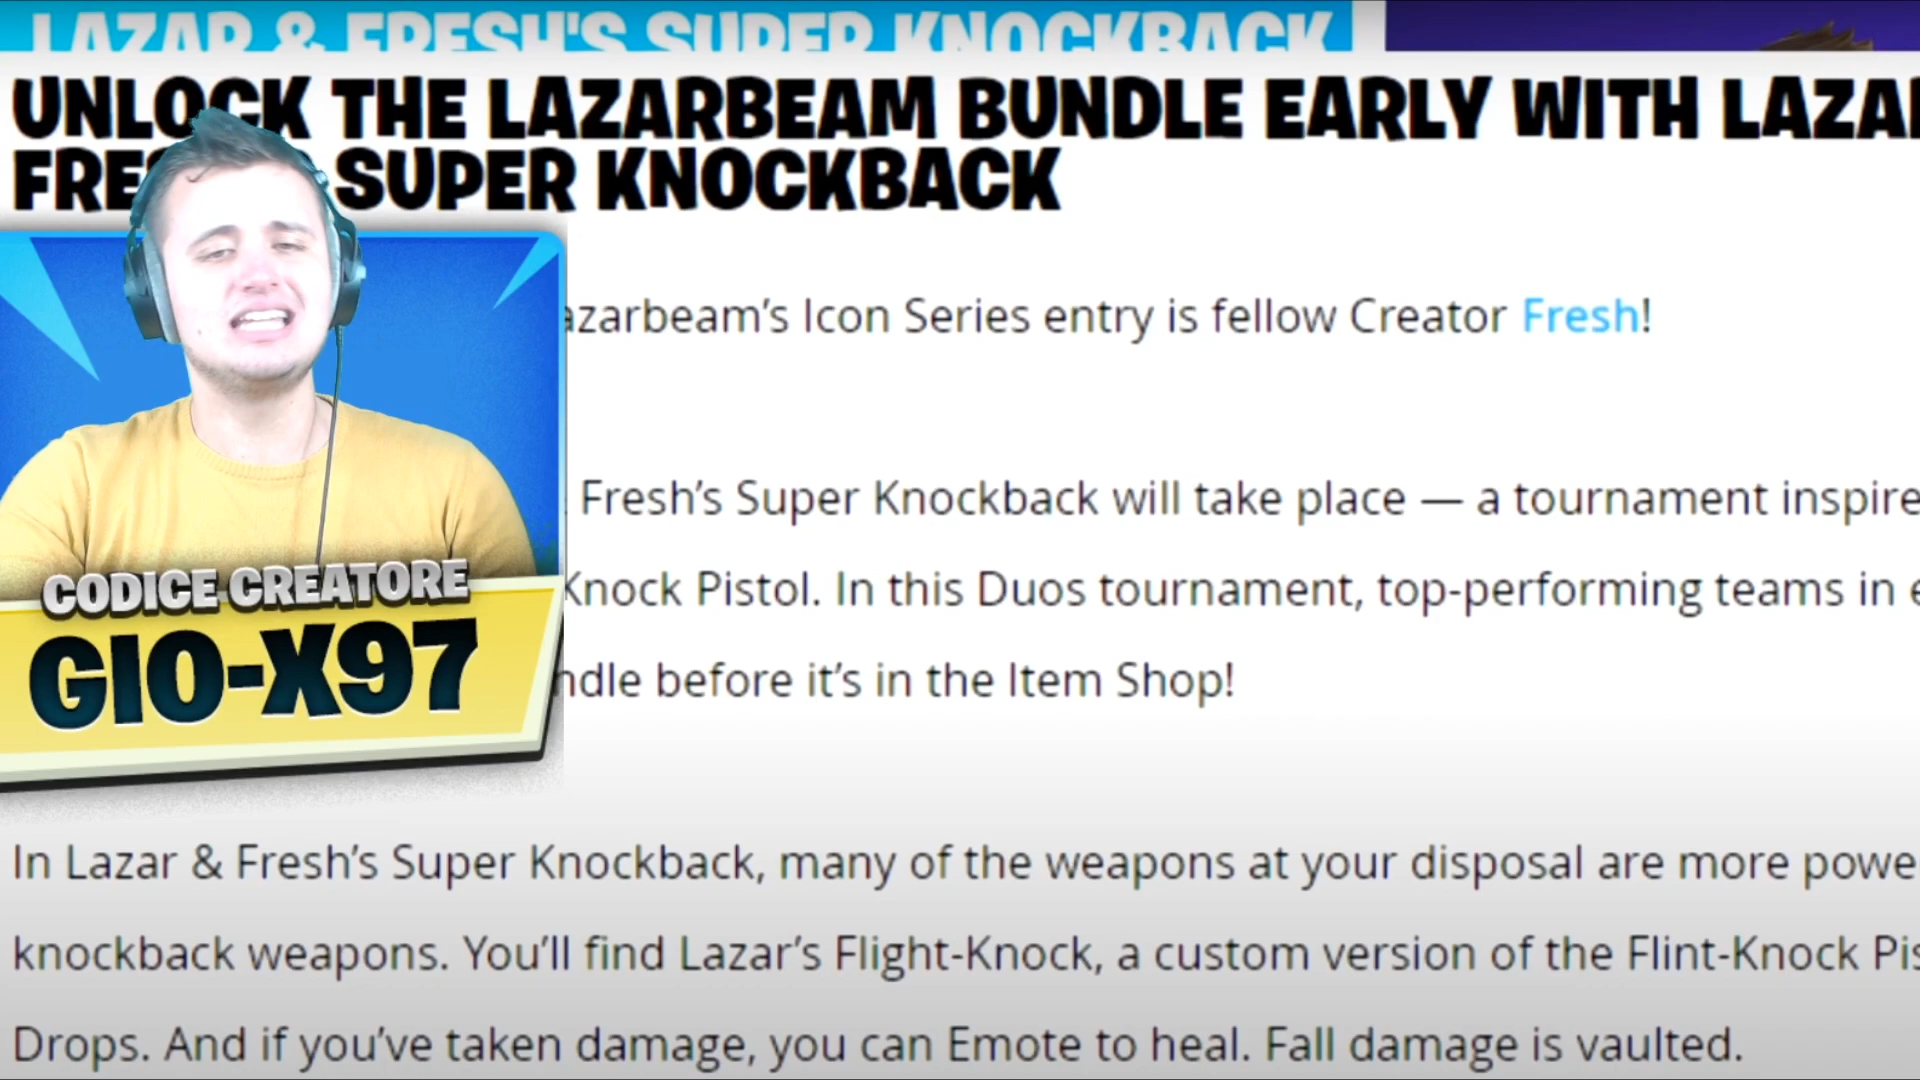 LAZAR & FRESH'S SUPER KNOCKBACK
UNLOCK THE LAZARBEAM BUNDLE EARLY WITH
SUPER KNOCKBACK
azarbeam’s Icon Series entry is fellow Creator Fresh!
Fresh’s Super Knockback will take place — a tournament inspire
Knock Pistol. In this Duos tournament, top-performing teams in
ndle before it’s in the Item Shop!
CODICE CREATORE
GIO-X97
In Lazar & Fresh’s Super Knockback, many of the weapons at your disposal are more powe
knockback weapons. You’ll find Lazar’s Flight-Knock, a custom version of the Flint-Knock Pis
Drops. And if you’ve taken damage, you can Emote to heal. Fall damage is vaulted.